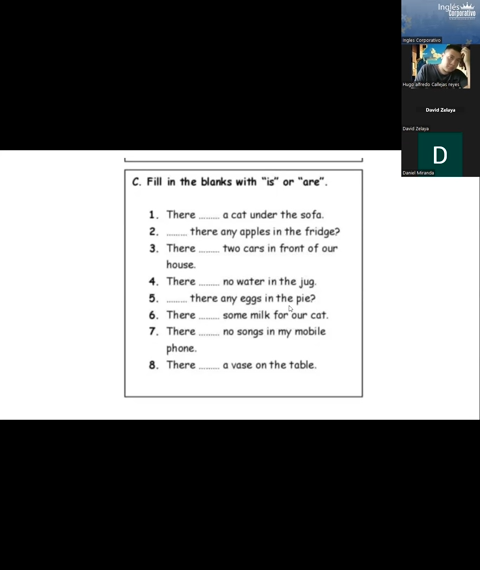 Inglés
Corporativo
Inglés Corporativo
Hugo alfredo Callejas reyes
David Zelaya
David Zelaya
D
Daniel Miranda
C. Fill in the blanks with "is" or "are".
1. There ......... a cat under the sofa.
2. ......... there any apples in the fridge?
3. There ......... two cars in front of our
house.
4. There ......... no water in the jug.
5. ......... there any eggs in the pie?
6. There ......... some milk for our cat.
7. There ......... no songs in my mobile
phone.
8. There ......... a vase on the table.